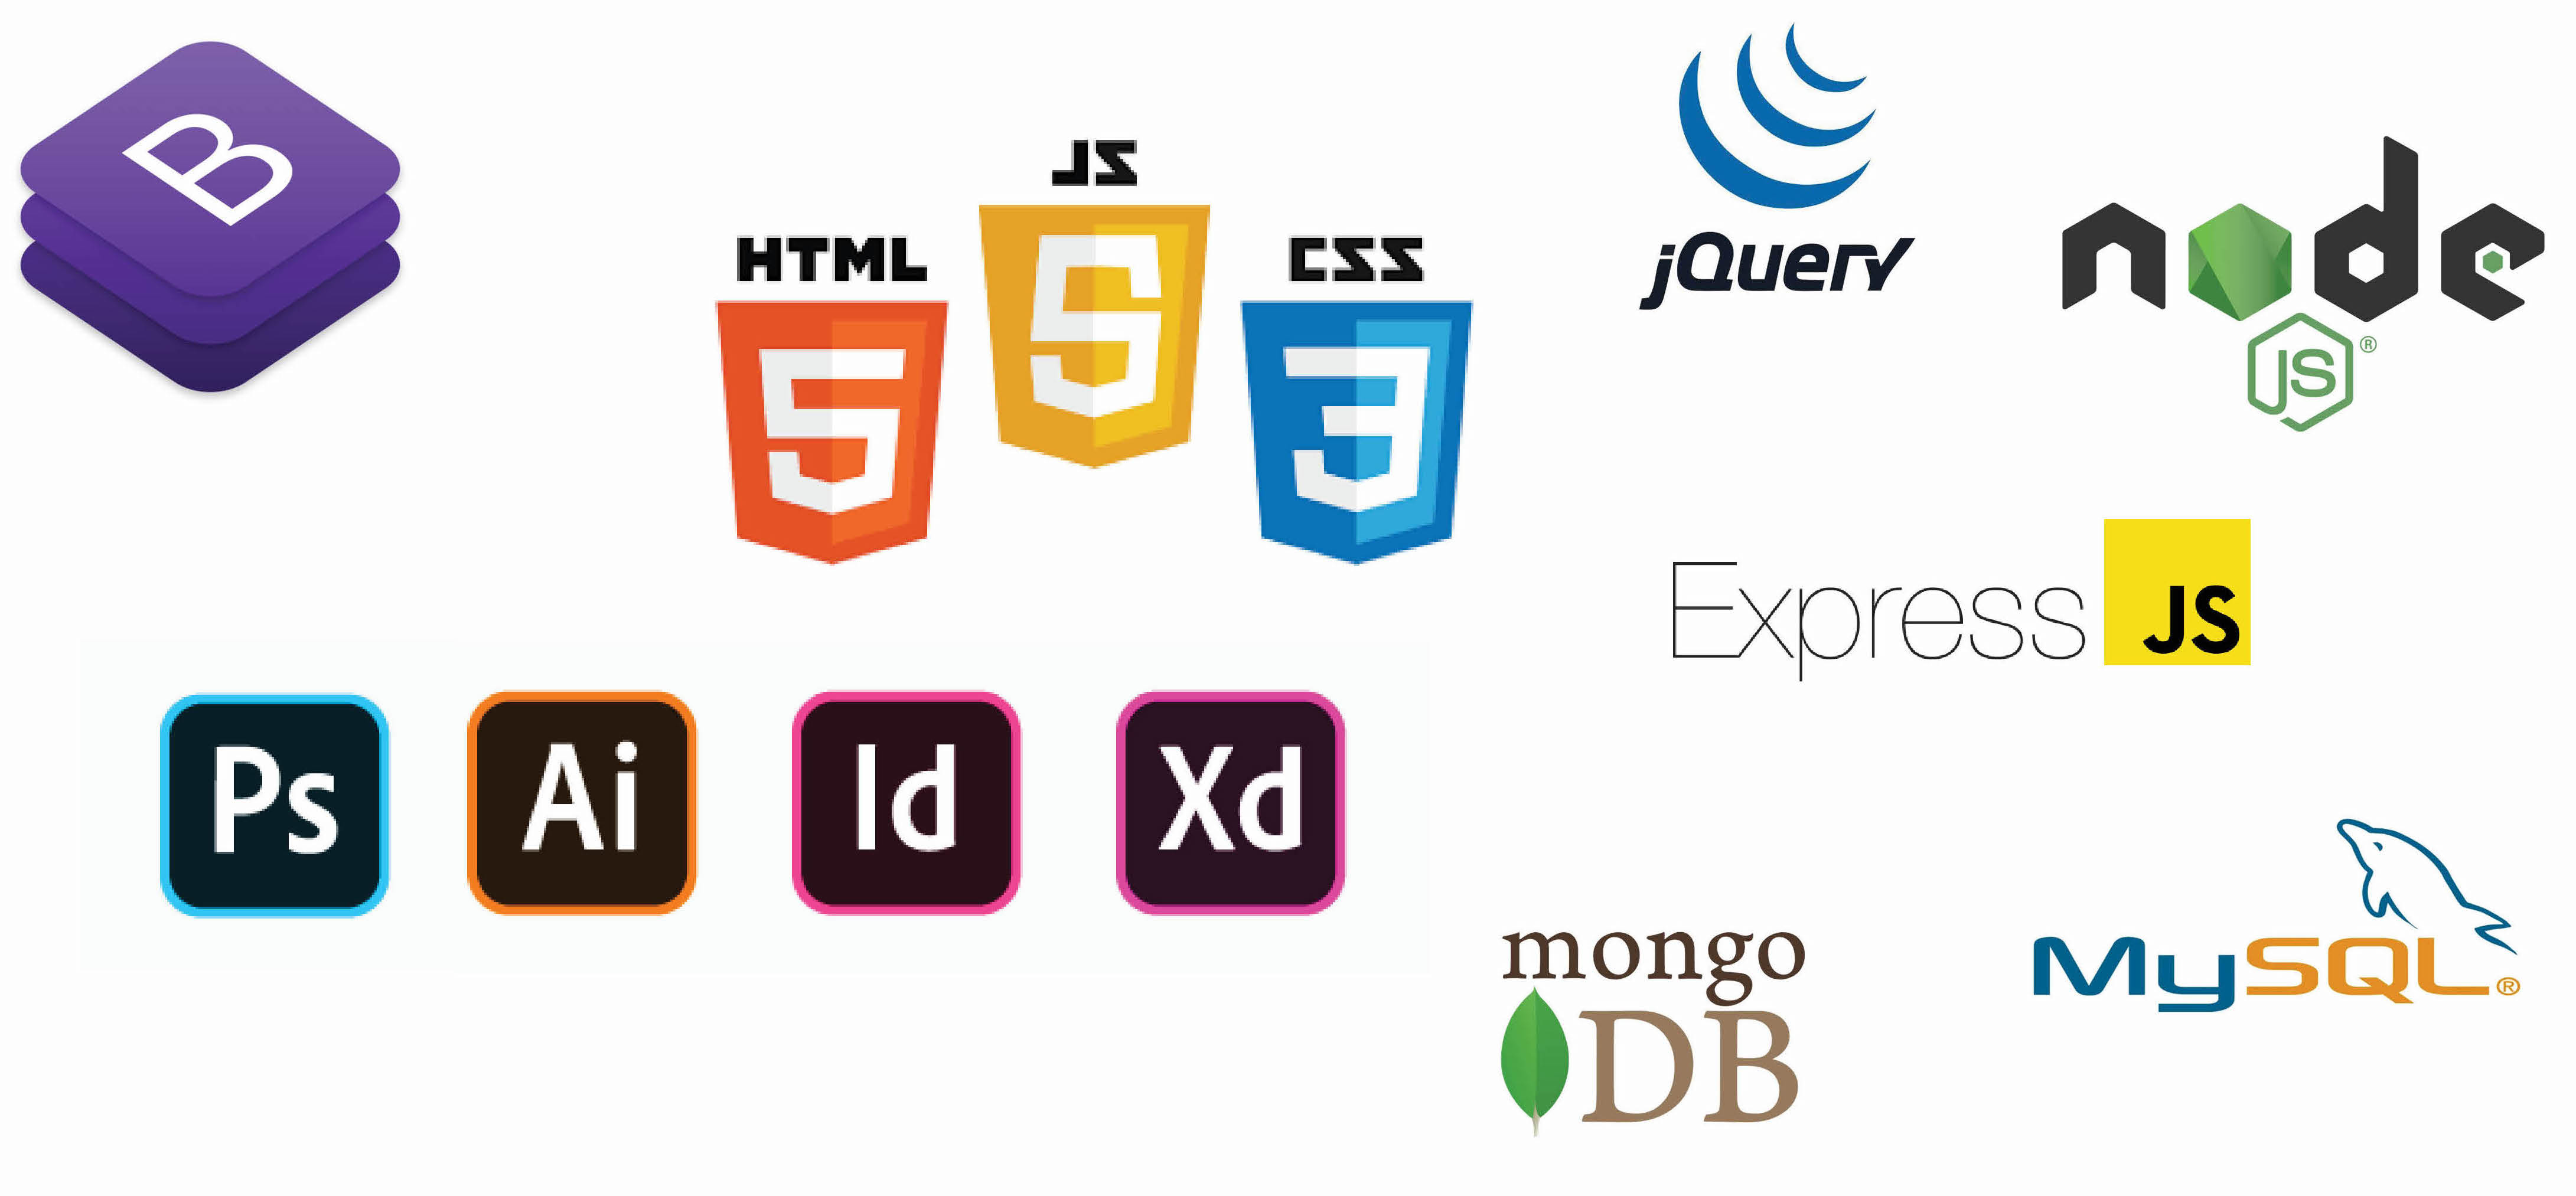 B
JS
HTML
CSS
5
5
3
jQuery
node
JS ®
Express JS
Ps
Ai
Id
Xd
mongo
DB
MySQL®